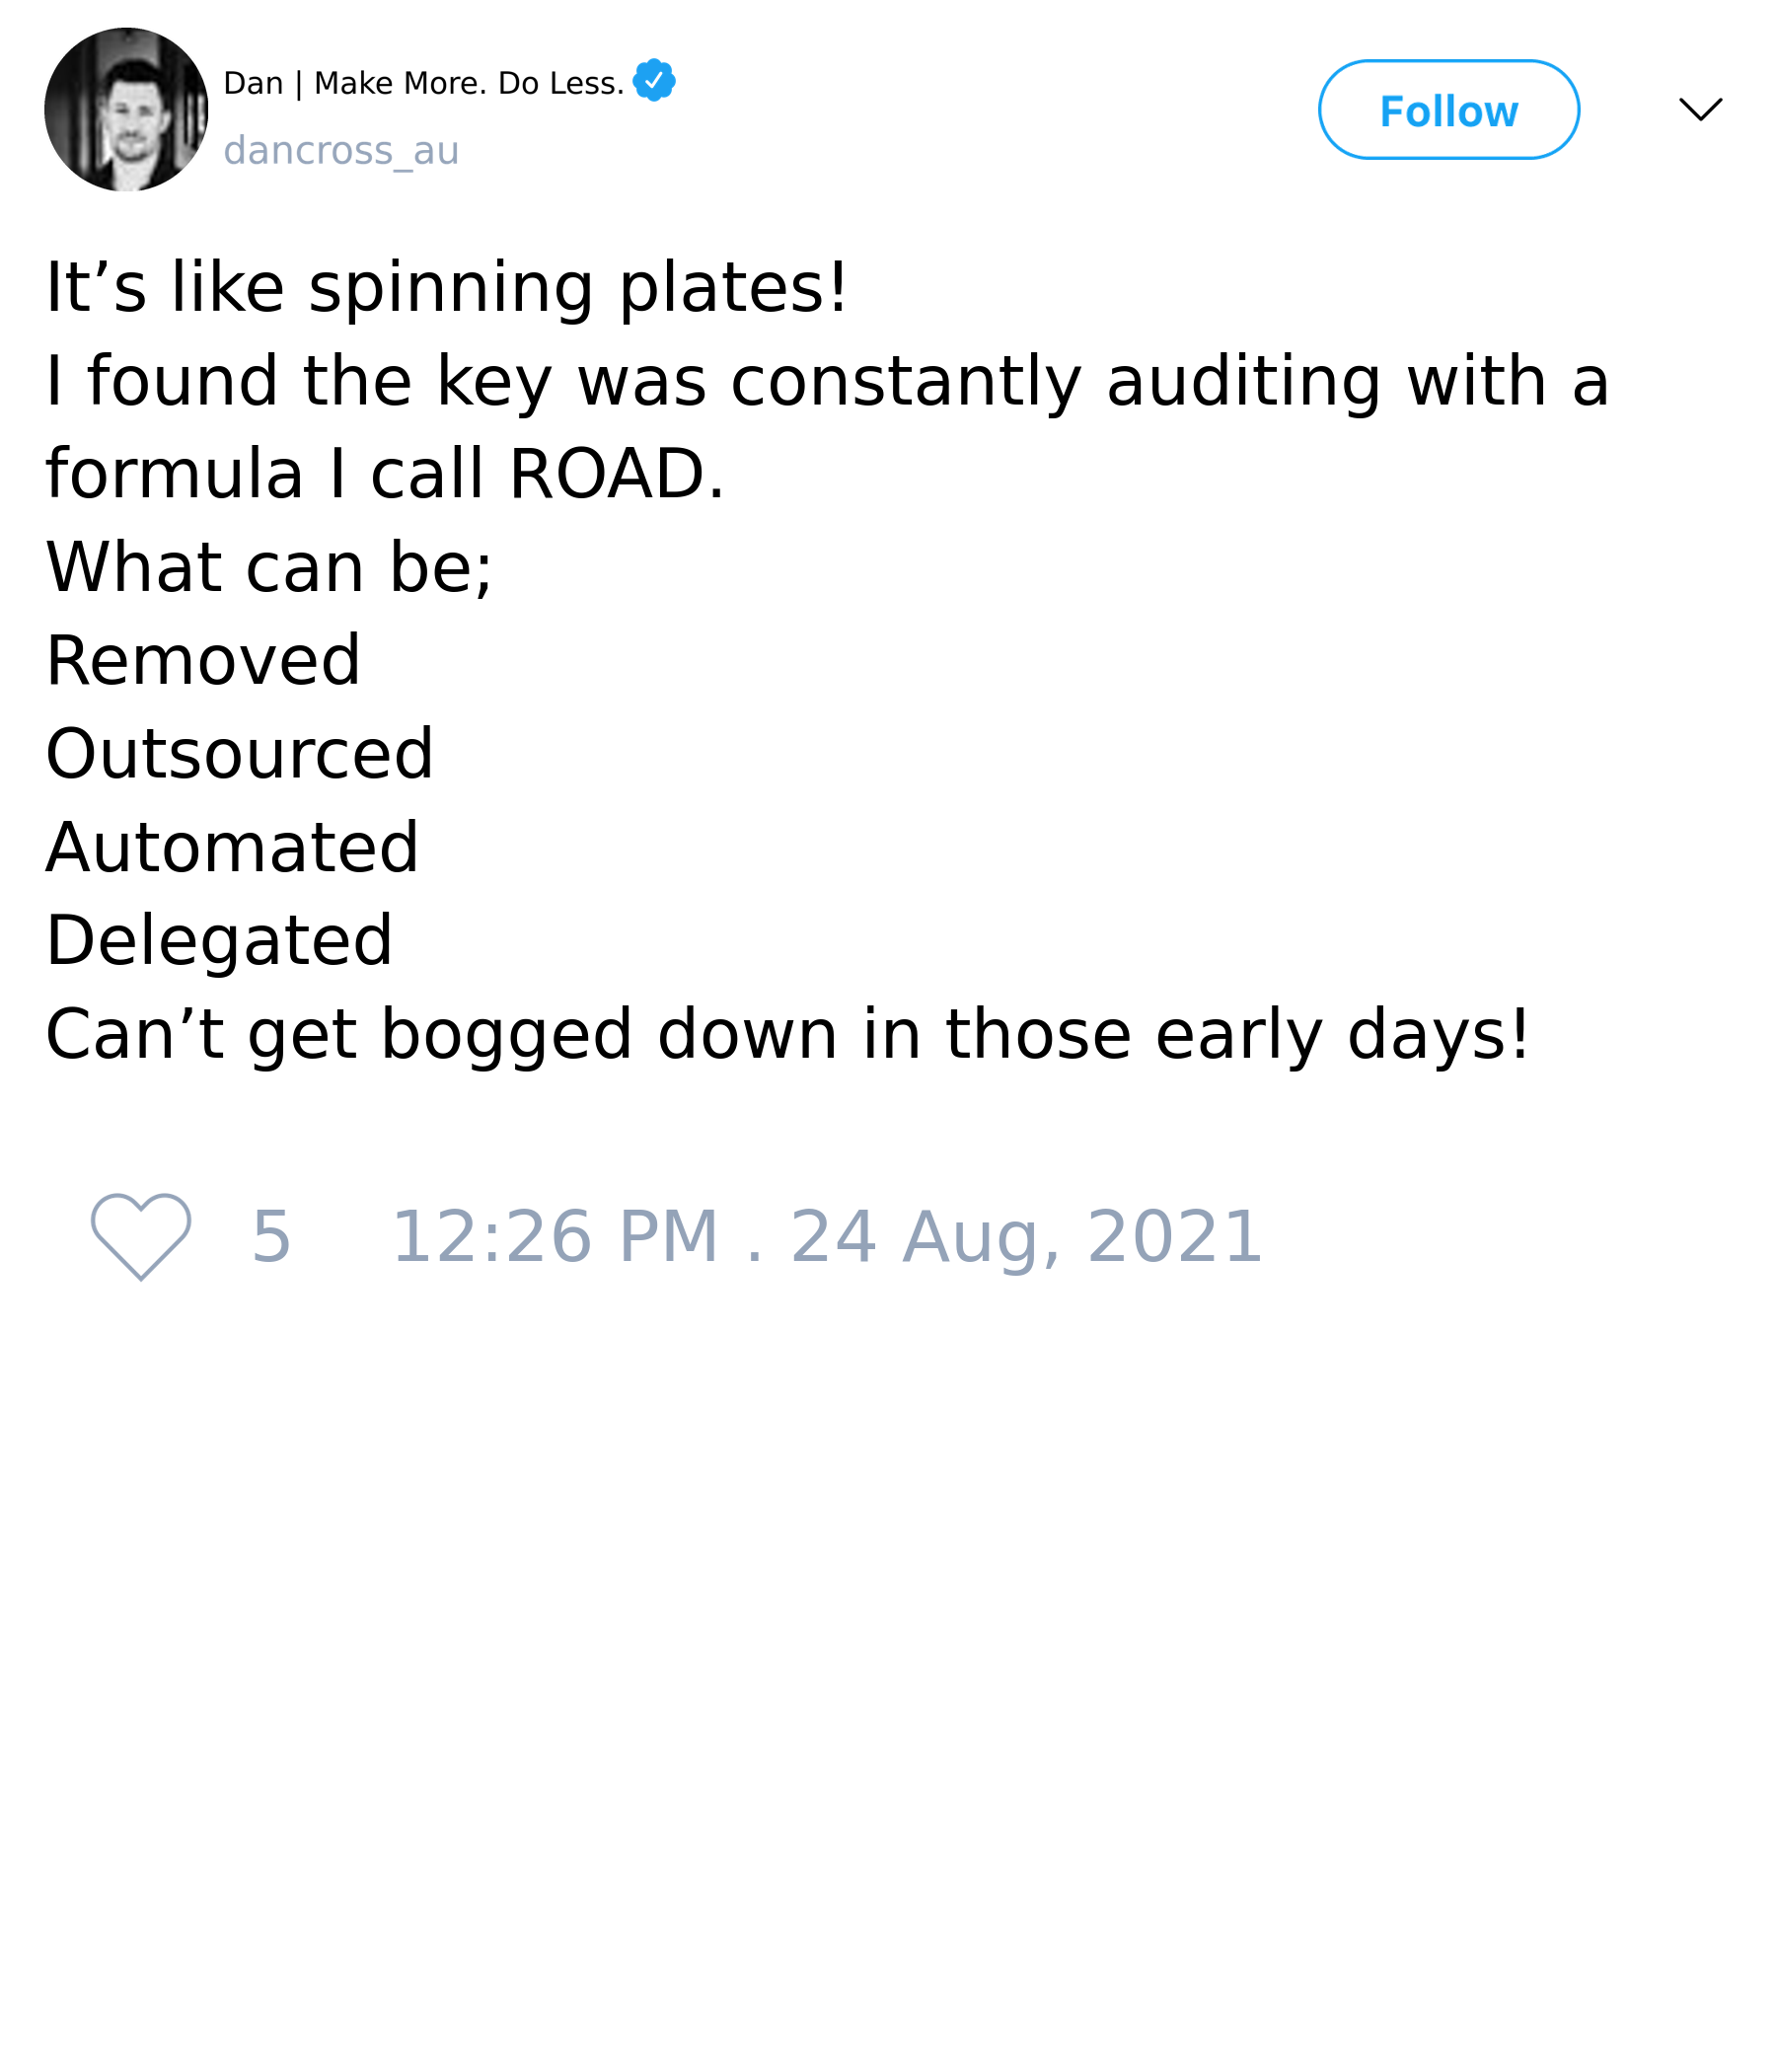 Dan | Make More. Do Less.
dancross_au
Follow
It’s like spinning plates!
I found the key was constantly auditing with a
formula I call ROAD.
What can be;
Removed
Outsourced
Automated
Delegated
Can’t get bogged down in those early days!
5 12:26 PM . 24 Aug, 2021